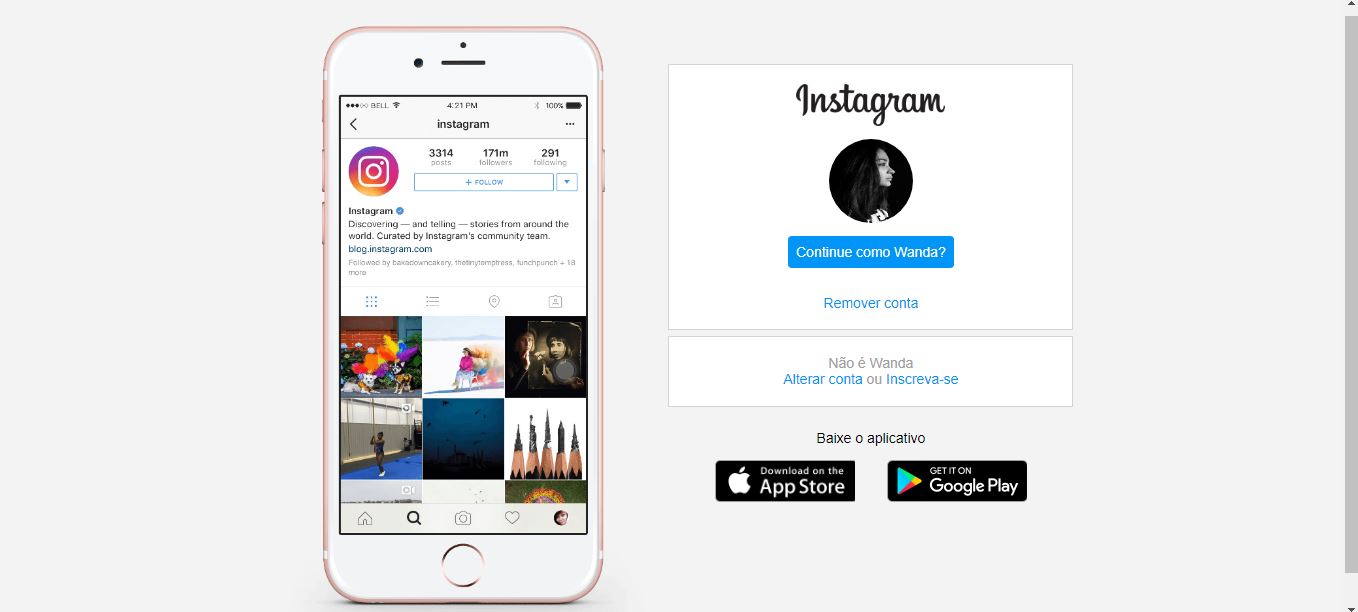 ●●●○○ BELL 4:21 PM 100%
instagram
3314 171m 291
posts followers following
+ FOLLOW
Instagram
Discovering — and telling — stories from around the
world. Curated by Instagram's community team.
blog.instagram.com
Followed by bakedowncakery, thetinytemptress, funchpunch + 18
more
Instagram
Continue como Wanda?
Remover conta
Não é Wanda
Alterar conta ou Inscreva-se
Baixe o aplicativo
Download on the
App Store
GET IT ON
Google Play